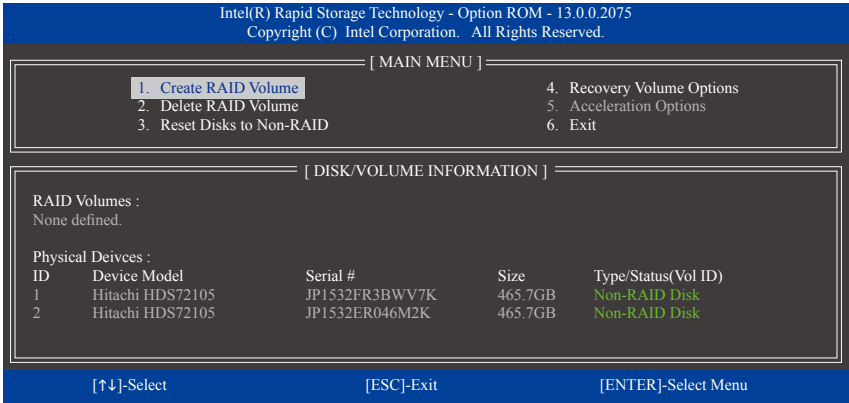 Intel(R) Rapid Storage Technology - Option ROM - 13.0.0.2075
Copyright (C) Intel Corporation. All Rights Reserved.
[ MAIN MENU ]
1. Create RAID Volume
2. Delete RAID Volume
3. Reset Disks to Non-RAID
4. Recovery Volume Options
5. Acceleration Options
6. Exit
[ DISK/VOLUME INFORMATION ]
RAID Volumes :
None defined.
Physical Deivces :
ID Device Model Serial # Size Type/Status(Vol ID)
1 Hitachi HDS72105 JP1532FR3BWV7K 465.7GB Non-RAID Disk
2 Hitachi HDS72105 JP1532ER046M2K 465.7GB Non-RAID Disk
[↑↓]-Select [ESC]-Exit [ENTER]-Select Menu